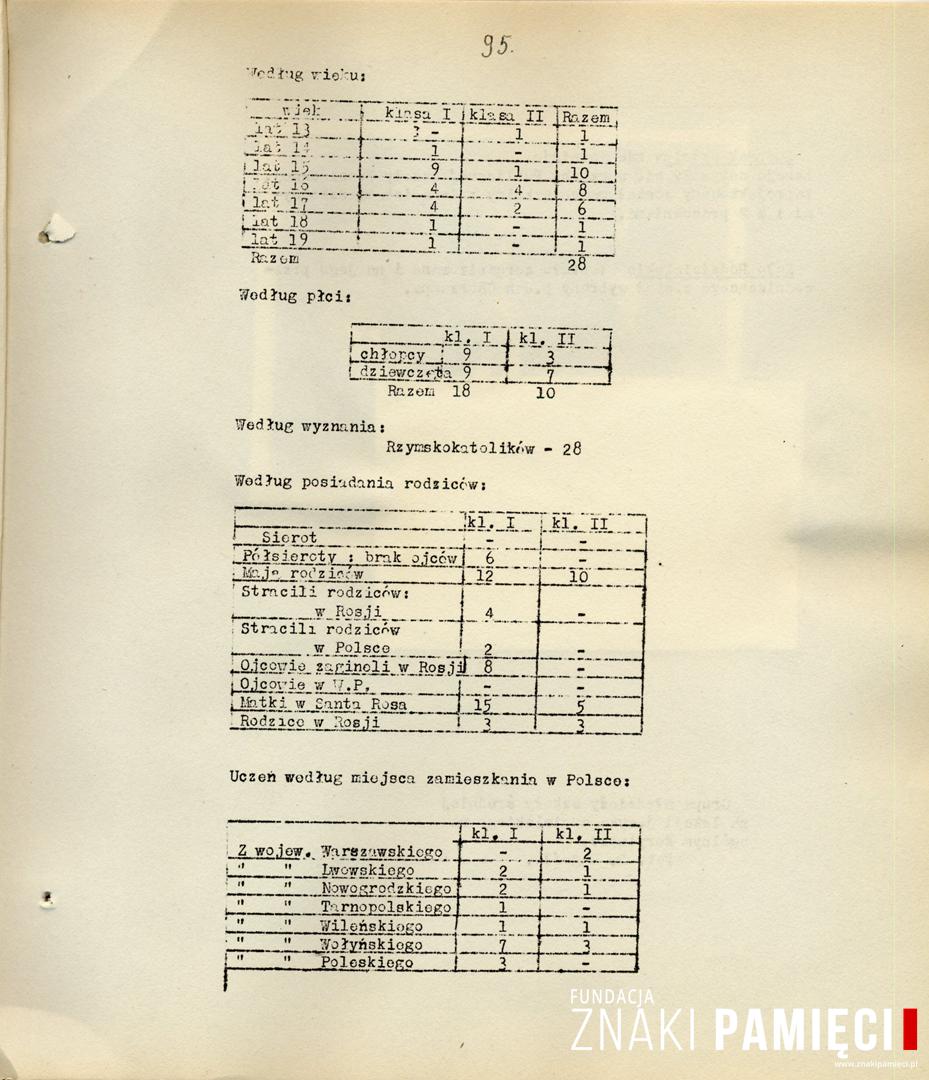 95.
Według wieku:
wiek klasa I klasa II Razem
lat 13 - 1 1
lat 14 1 - 1
lat 15 9 1 10
lat 16 4 4 8
lat 17 4 2 6
lat 18 1 - 1
lat 19 1 - 1
Razem 28
Według płci:
kl. I kl. II
chłopcy 9 3
dziewczęta 9 7
Razem 18 10
Według wyznania:
Rzymskokatolików - 28
Według posiadania rodziców:
kl. I kl. II
Sierot - -
Półsieroty : brak ojców 6 -
Mają rodziców 12 10
Stracili rodziców:
w Rosji 4 -
Stracili rodziców
w Polsce 2 -
Ojcowie zagineli w Rosji 8 -
Ojcowie w W.P. - -
Matki w Santa Rosa 15 5
Rodzice w Rosji 3 3
Uczeń według miejsca zamieszkania w Polsce:
kl. I kl. II
Z wojew. Warszawskiego - 2
" " Lwowskiego 2 1
" " Nowogrodzkiego 2 1
" " Tarnopolskiego 1 -
" " Wileńskiego 1 1
" " Wołyńskiego 7 3
" " Poleskiego 3 -
FUNDACJA
ZNAKI PAMIĘCI
www.znakipamieci.pl